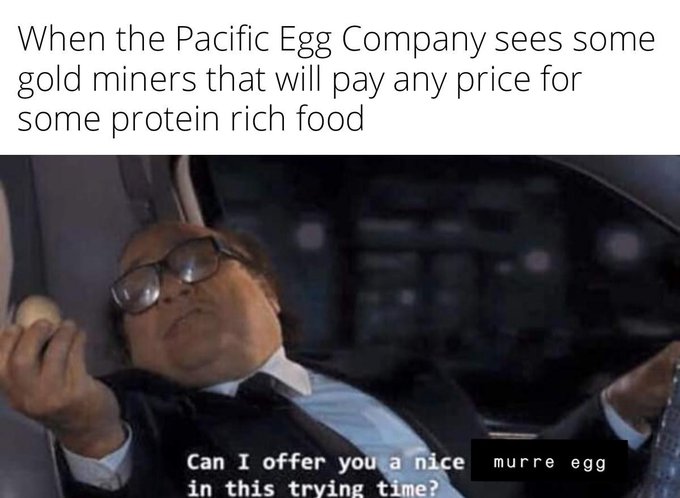 When the Pacific Egg Company sees some
gold miners that will pay any price for
some protein rich food
Can I offer you a nice murre egg
in this trying time?